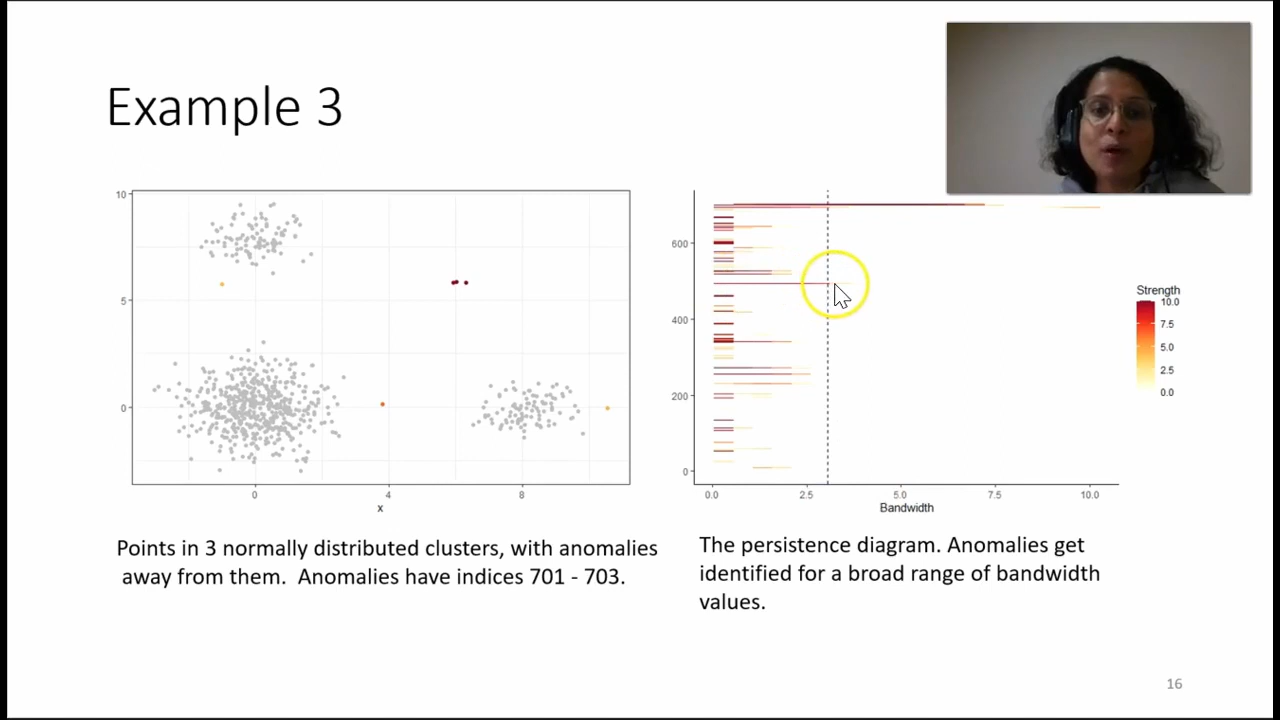 Example 3
10
5
0
0
4
8
x
600
400
200
0
0.0
2.5
5.0
7.5
10.0
Bandwidth
Strength
10.0
7.5
5.0
2.5
0.0
Points in 3 normally distributed clusters, with anomalies
away from them. Anomalies have indices 701 - 703.
The persistence diagram. Anomalies get
identified for a broad range of bandwidth
values.
16